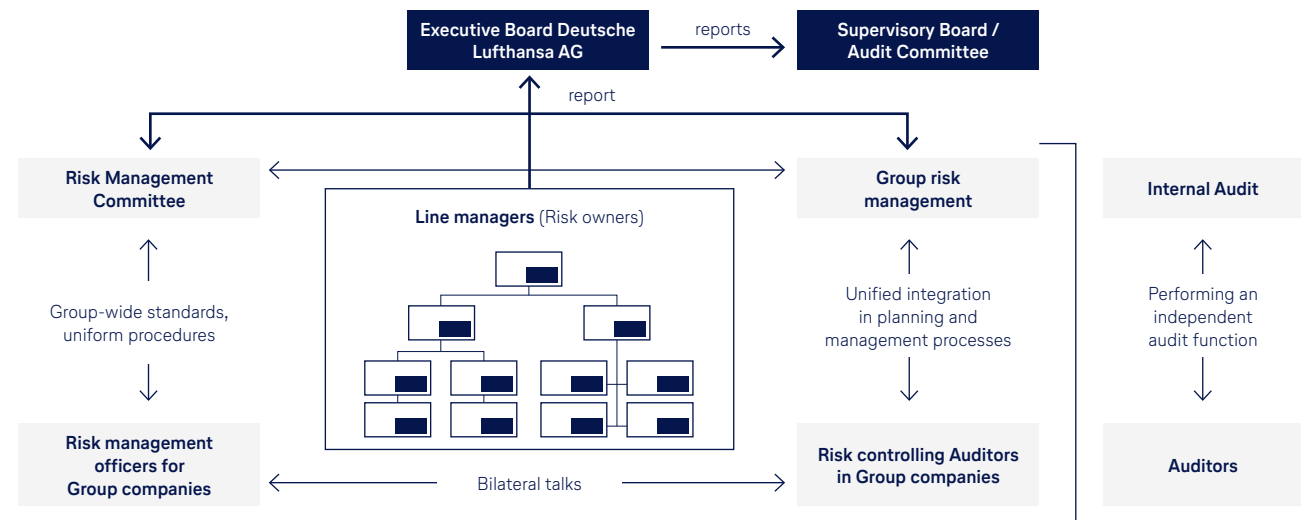 Executive Board Deutsche
Lufthansa AG
reports
Supervisory Board /
Audit Committee
report
Risk Management
Committee
Group risk
management
Internal Audit
Line managers (Risk owners)
Group-wide standards,
uniform procedures
Unified integration
in planning and
management processes
Performing an
independent
audit function
Risk management
officers for
Group companies
Bilateral talks
Risk controlling Auditors
in Group companies
Auditors